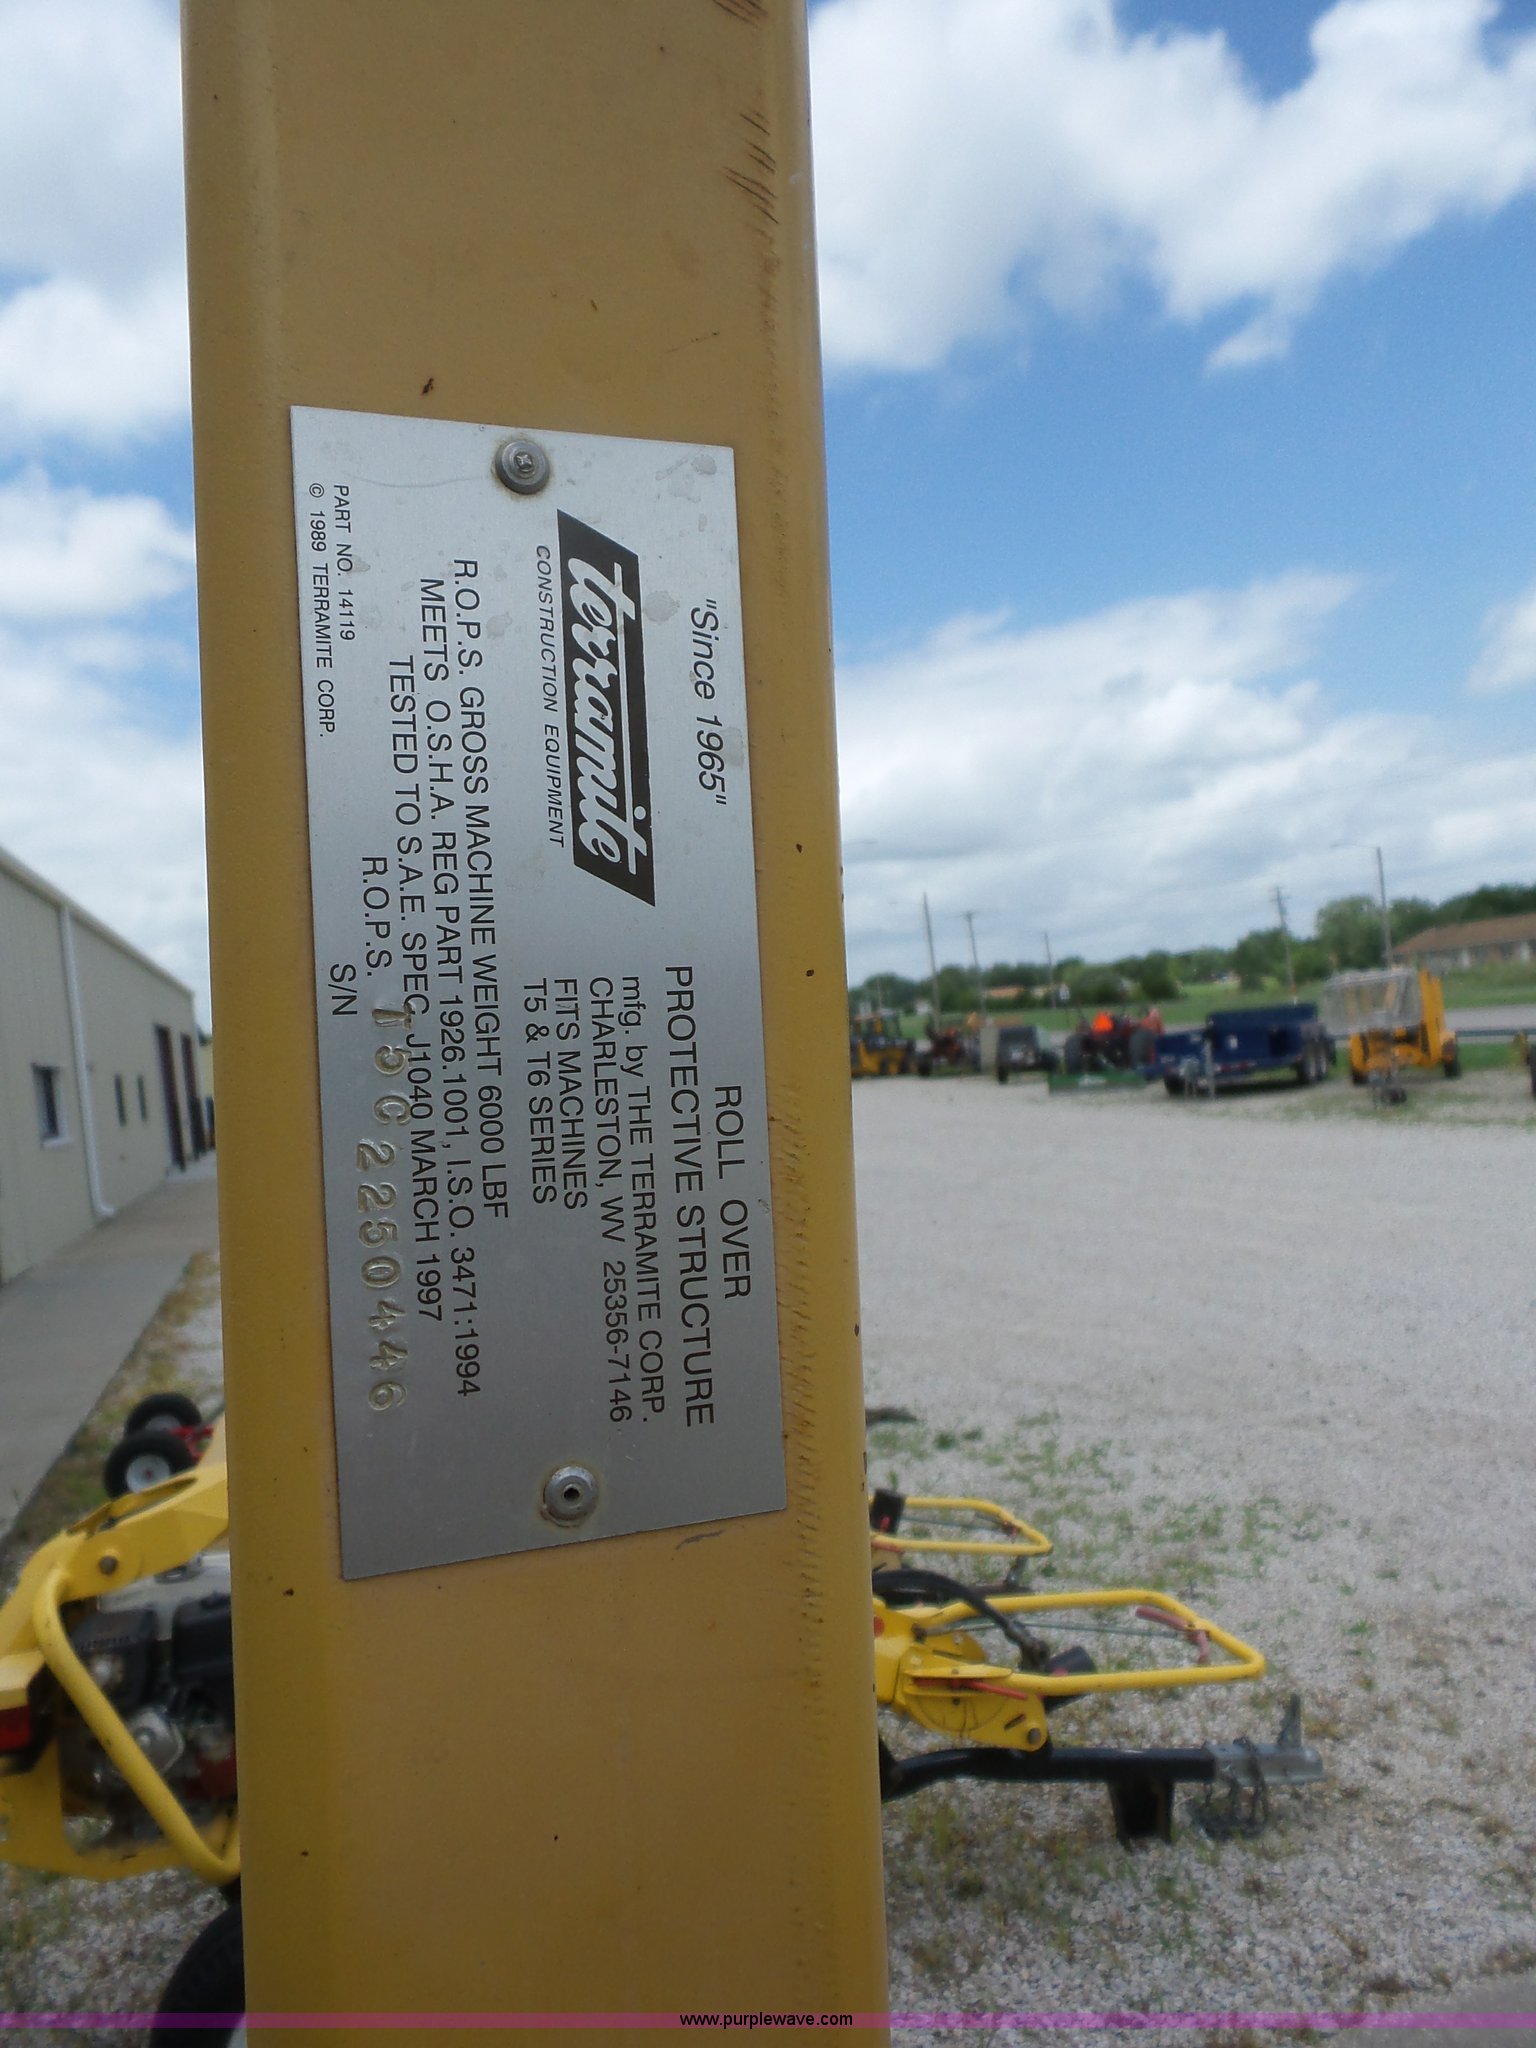 "Since 1965"
terramite
CONSTRUCTION EQUIPMENT
ROLL OVER
PROTECTIVE STRUCTURE
mfg. by THE TERRAMITE CORP.
CHARLESTON, WV 25356-7146
FITS MACHINES
T5 & T6 SERIES
R.O.P.S. GROSS MACHINE WEIGHT 6000 LBF
MEETS O.S.H.A. REG PART 1926.1001, I.S.O. 3471:1994
TESTED TO S.A.E. SPEC J1040 MARCH 1997
R.O.P.S.
S/N T5C2250446
PART NO. 14119
© 1989 TERRAMITE CORP.
www.purplewave.com